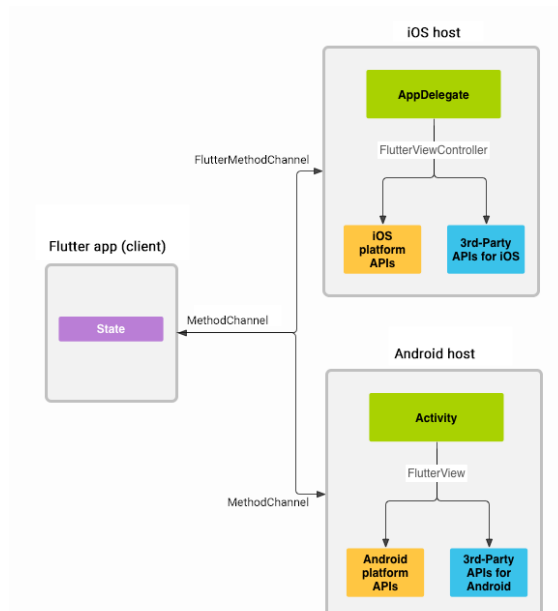 iOS host
AppDelegate
FlutterViewController
FlutterMethodChannel
iOS
platform
APIs
3rd-Party
APIs for iOS
Flutter app (client)
State
MethodChannel
Android host
Activity
FlutterView
MethodChannel
Android
platform
APIs
3rd-Party
APIs for
Android